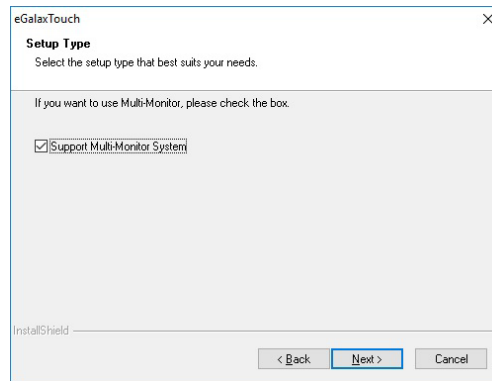 eGalaxTouch
Setup Type
Select the setup type that best suits your needs.
If you want to use Multi-Monitor, please check the box.
Support Multi-Monitor System
InstallShield
< Back
Next >
Cancel